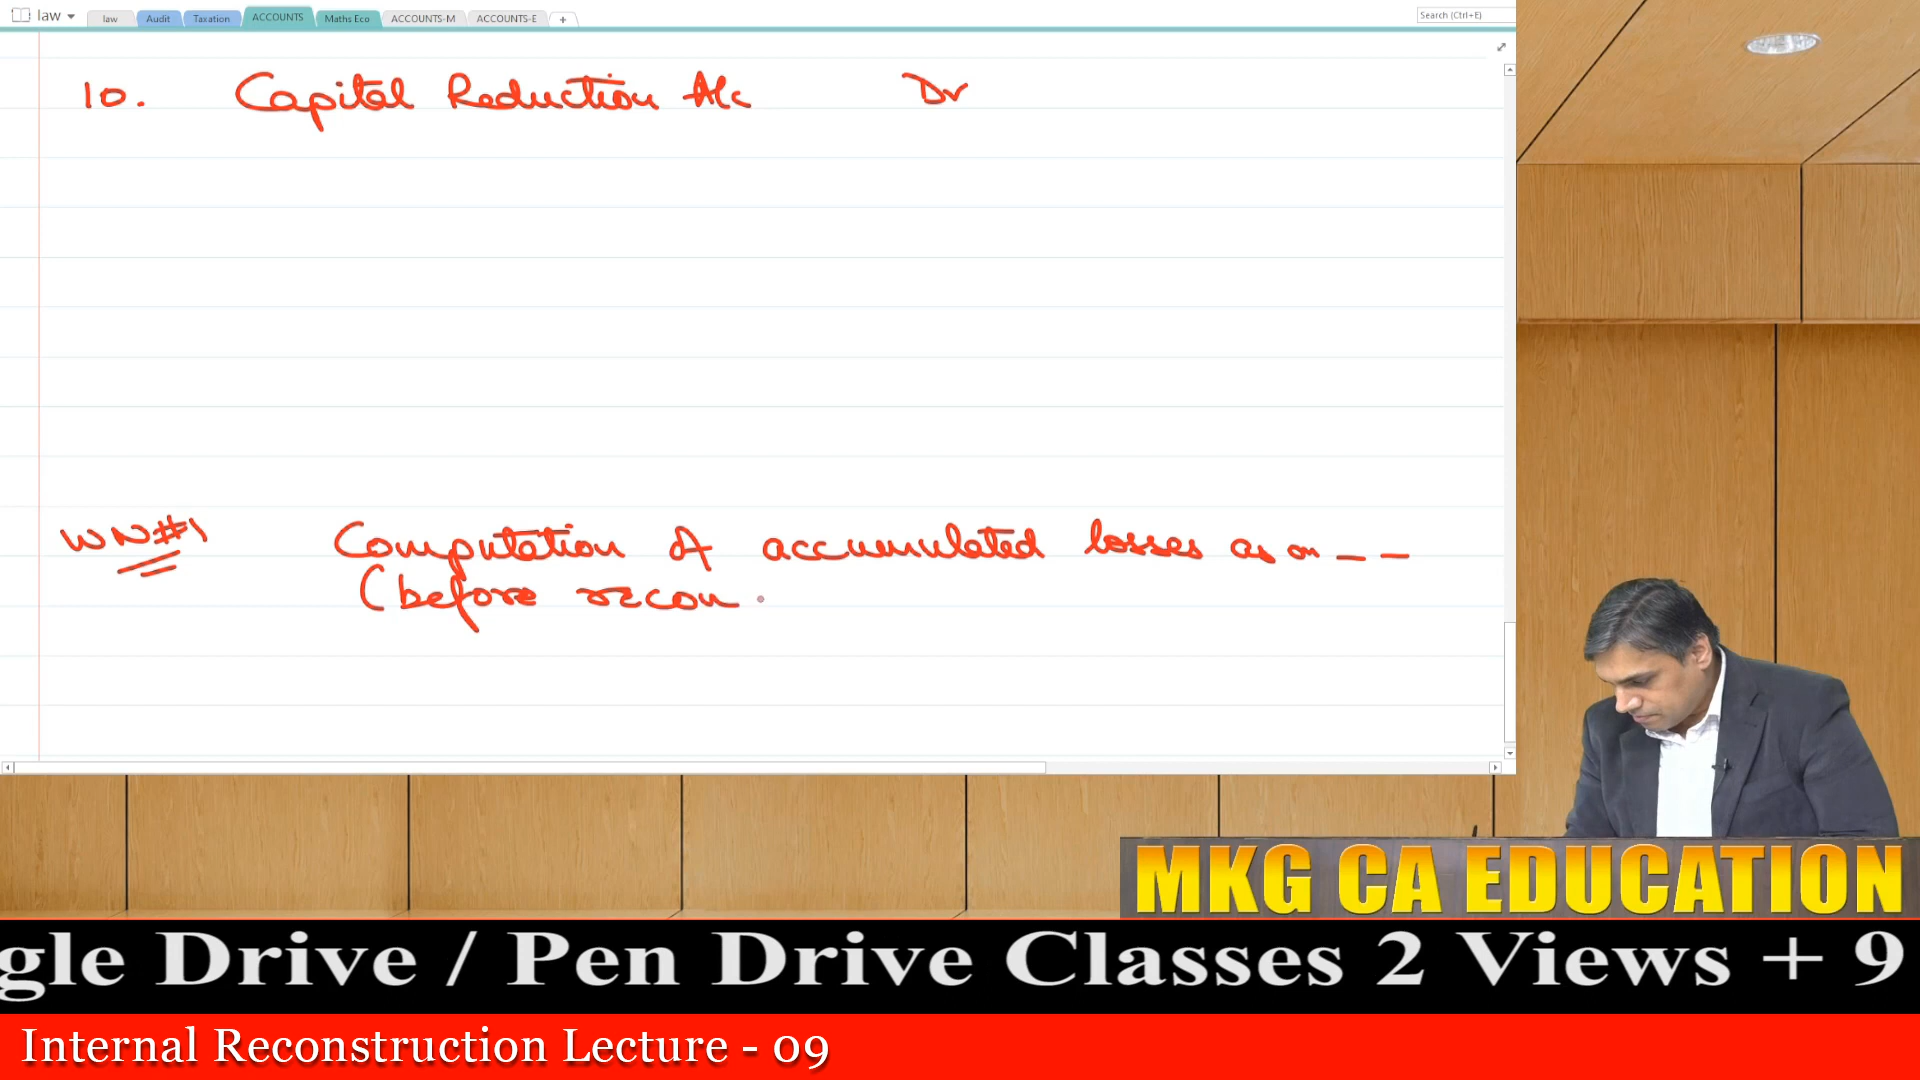 law
law Audit Taxation ACCOUNTS Maths Eco ACCOUNTS-M ACCOUNTS-E +
Search (Ctrl+E)
10. Capital Reduction A/c Dr
WN#1 Computation of accumulated losses as on _ _
(before recon
MKG CA EDUCATION
gle Drive / Pen Drive Classes 2 Views + 9
Internal Reconstruction Lecture - 09